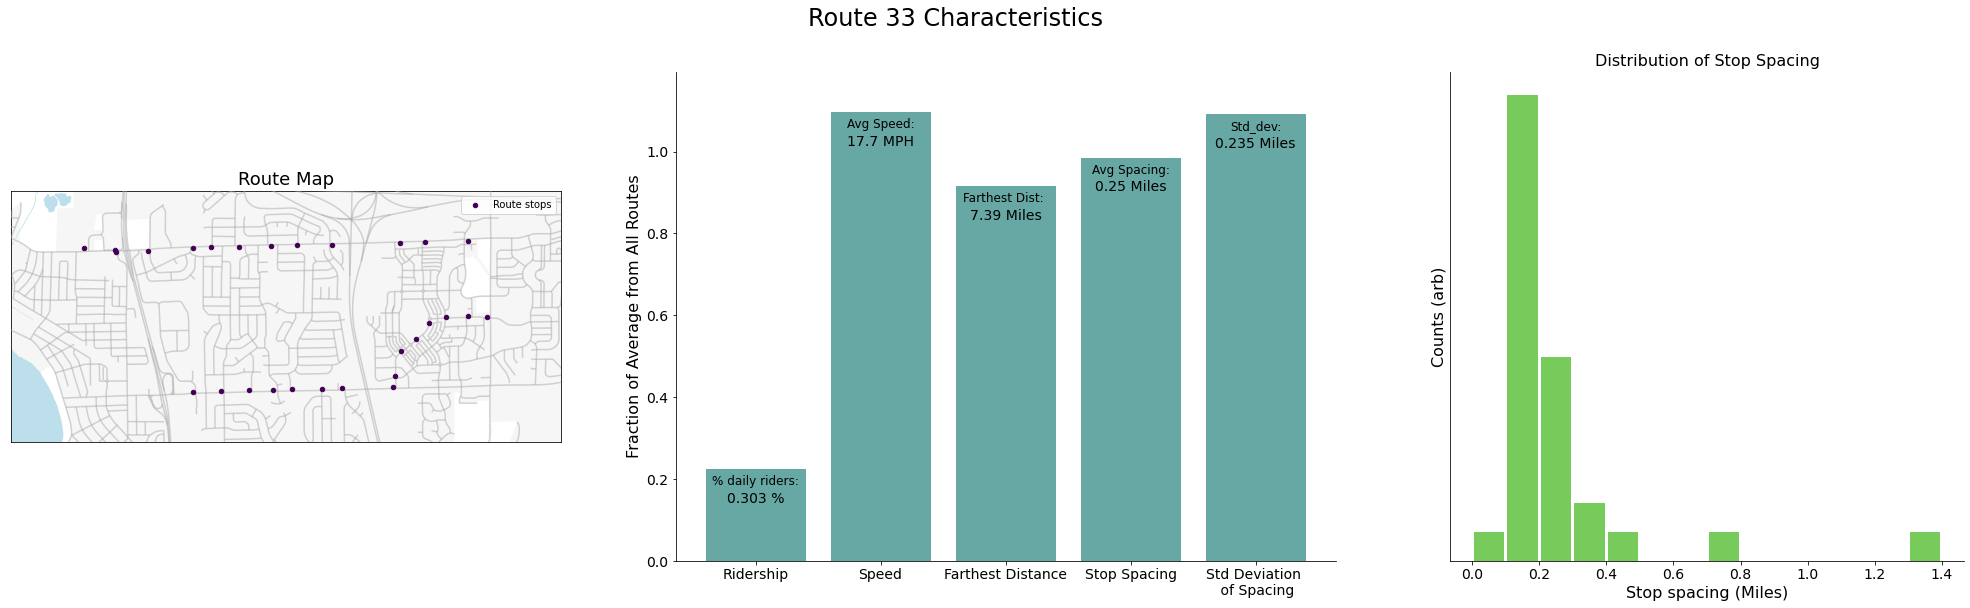 Route 33 Characteristics
Route Map
Route stops
Fraction of Average from All Routes
1.0
0.8
0.6
0.4
0.2
0.0
% daily riders:
0.303 %
Avg Speed:
17.7 MPH
Farthest Dist:
7.39 Miles
Avg Spacing:
0.25 Miles
Std_dev:
0.235 Miles
Ridership
Speed
Farthest Distance
Stop Spacing
Std Deviation
of Spacing
Distribution of Stop Spacing
Counts (arb)
0.0
0.2
0.4
0.6
0.8
1.0
1.2
1.4
Stop spacing (Miles)